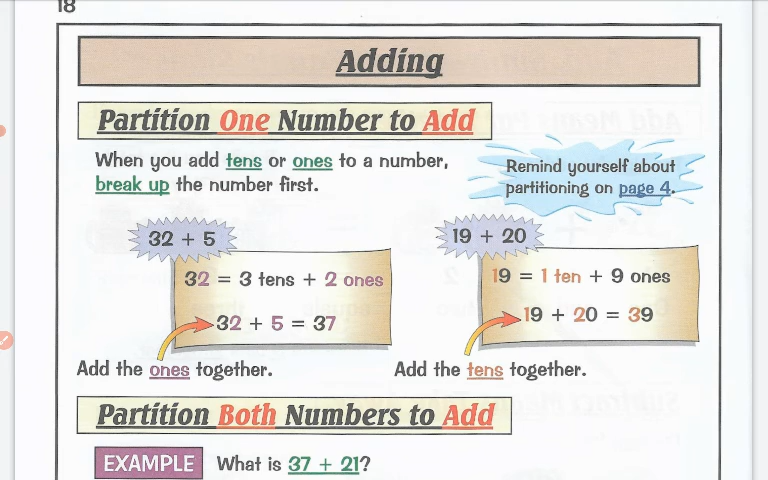 18
Adding
Partition One Number to Add
When you add tens or ones to a number,
break up the number first.
Remind yourself about
partitioning on page 4.
32 + 5
32 = 3 tens + 2 ones
32 + 5 = 37
Add the ones together.
19 + 20
19 = 1 ten + 9 ones
19 + 20 = 39
Add the tens together.
Partition Both Numbers to Add
EXAMPLE What is 37 + 21?